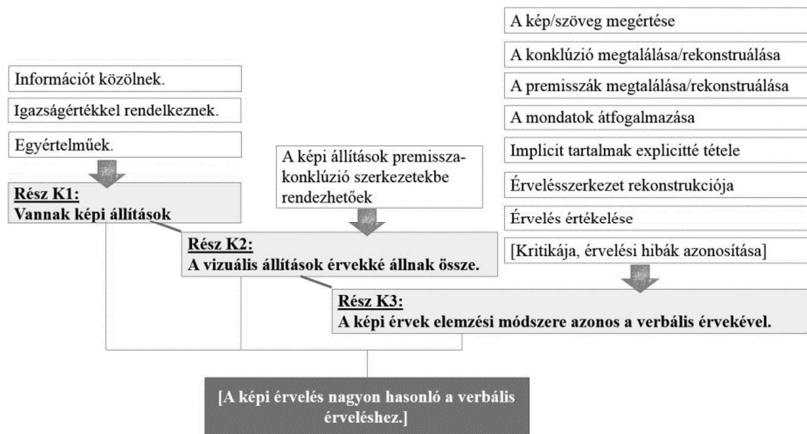 Információt közölnek.
Igazságértékkel rendelkeznek.
Egyértelműek.
Rész K1:
Vannak képi állítások
A képi állítások premissza-
konklúzió szerkezetekbe
rendezhetőek
Rész K2:
A vizuális állítások érvekké állnak össze.
A kép/szöveg megértése
A konklúzió megtalálása/rekonstruálása
A premisszák megtalálása/rekonstruálása
A mondatok átfogalmazása
Implicit tartalmak explicitté tétele
Érvelésszerkezet rekonstrukciója
Érvelés értékelése
[Kritikája, érvelési hibák azonosítása]
Rész K3:
A képi érvek elemzési módszere azonos a verbális érvekével.
[A képi érvelés nagyon hasonló a verbális
érveléshez.]